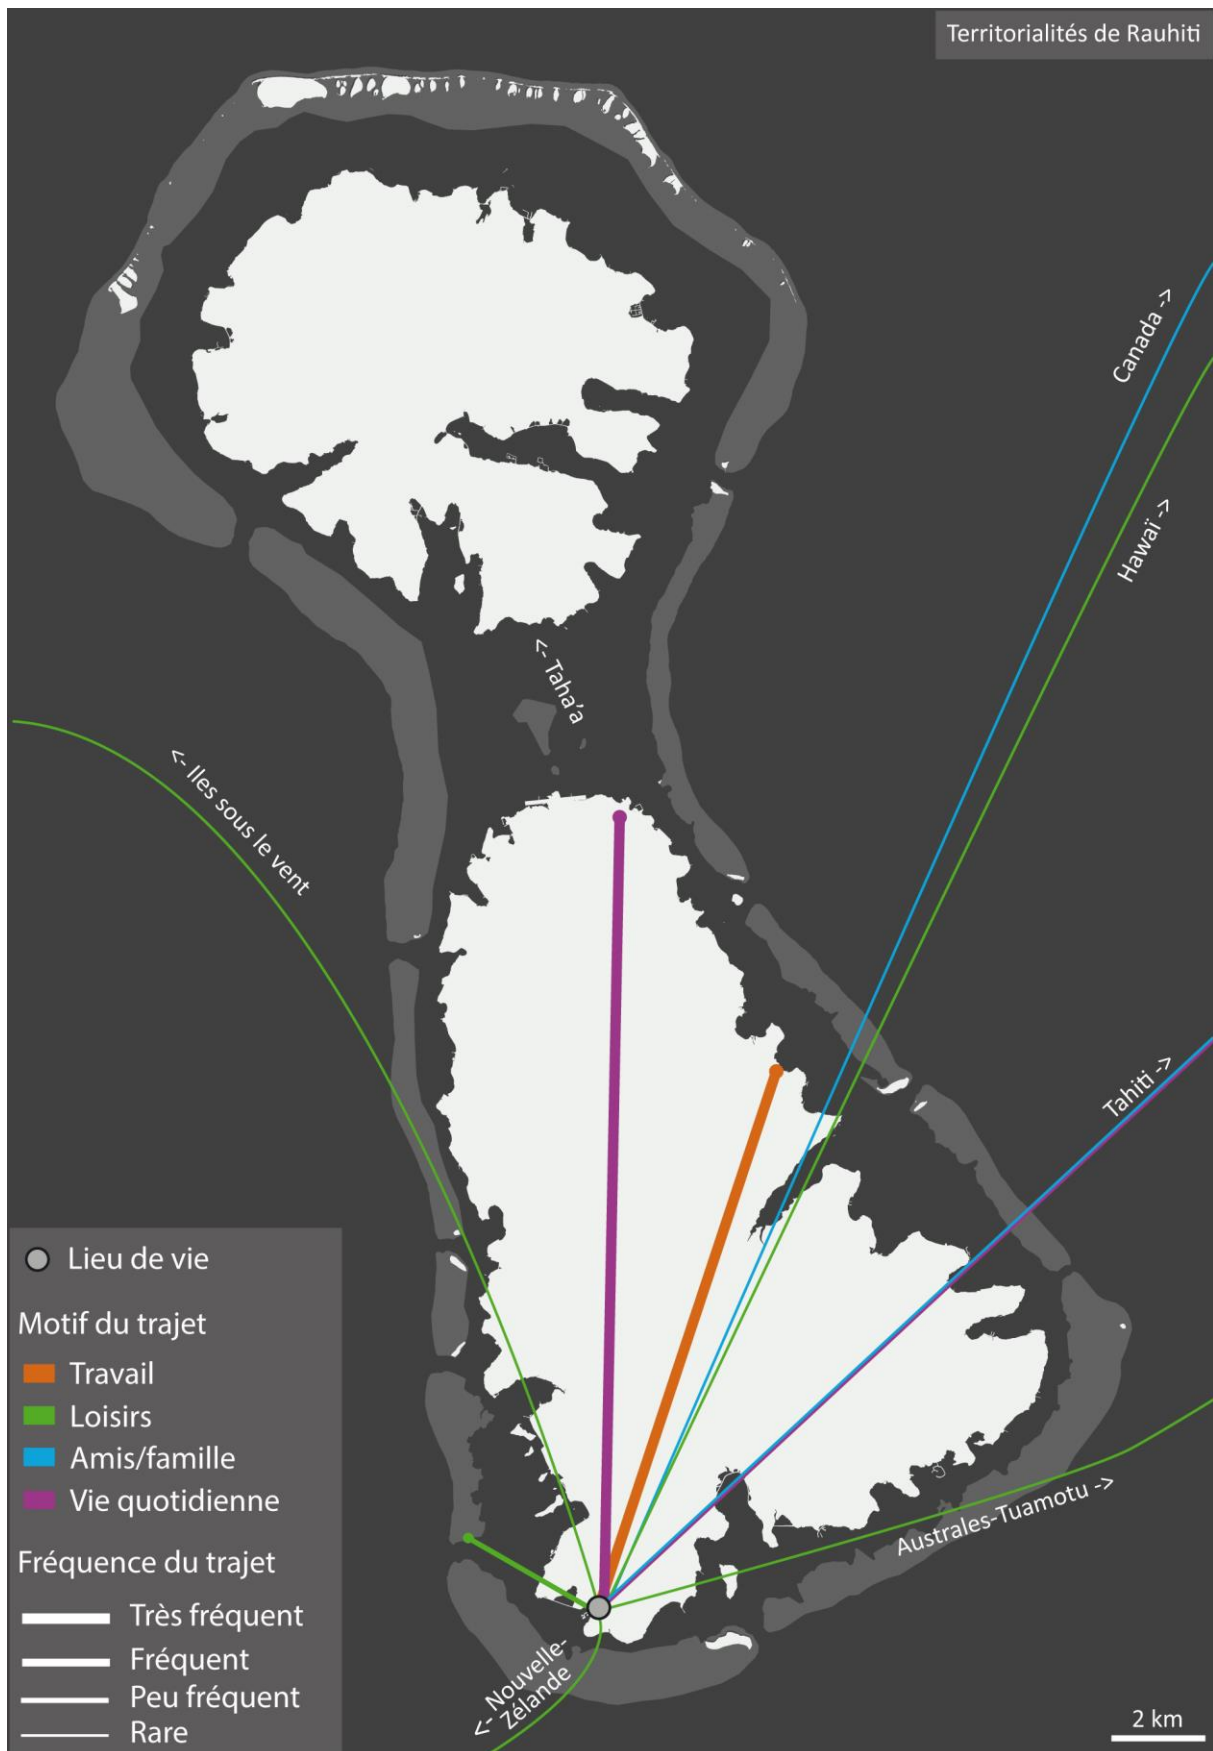 Territorialités de Rauhiti
Canada ->
Hawaï ->
<- Taha'a
<- Iles sous le vent
Tahiti ->
Australes-Tuamotu ->
<- Nouvelle-
Zélande
Lieu de vie
Motif du trajet
Travail
Loisirs
Amis/famille
Vie quotidienne
Fréquence du trajet
Très fréquent
Fréquent
Peu fréquent
Rare
2 km